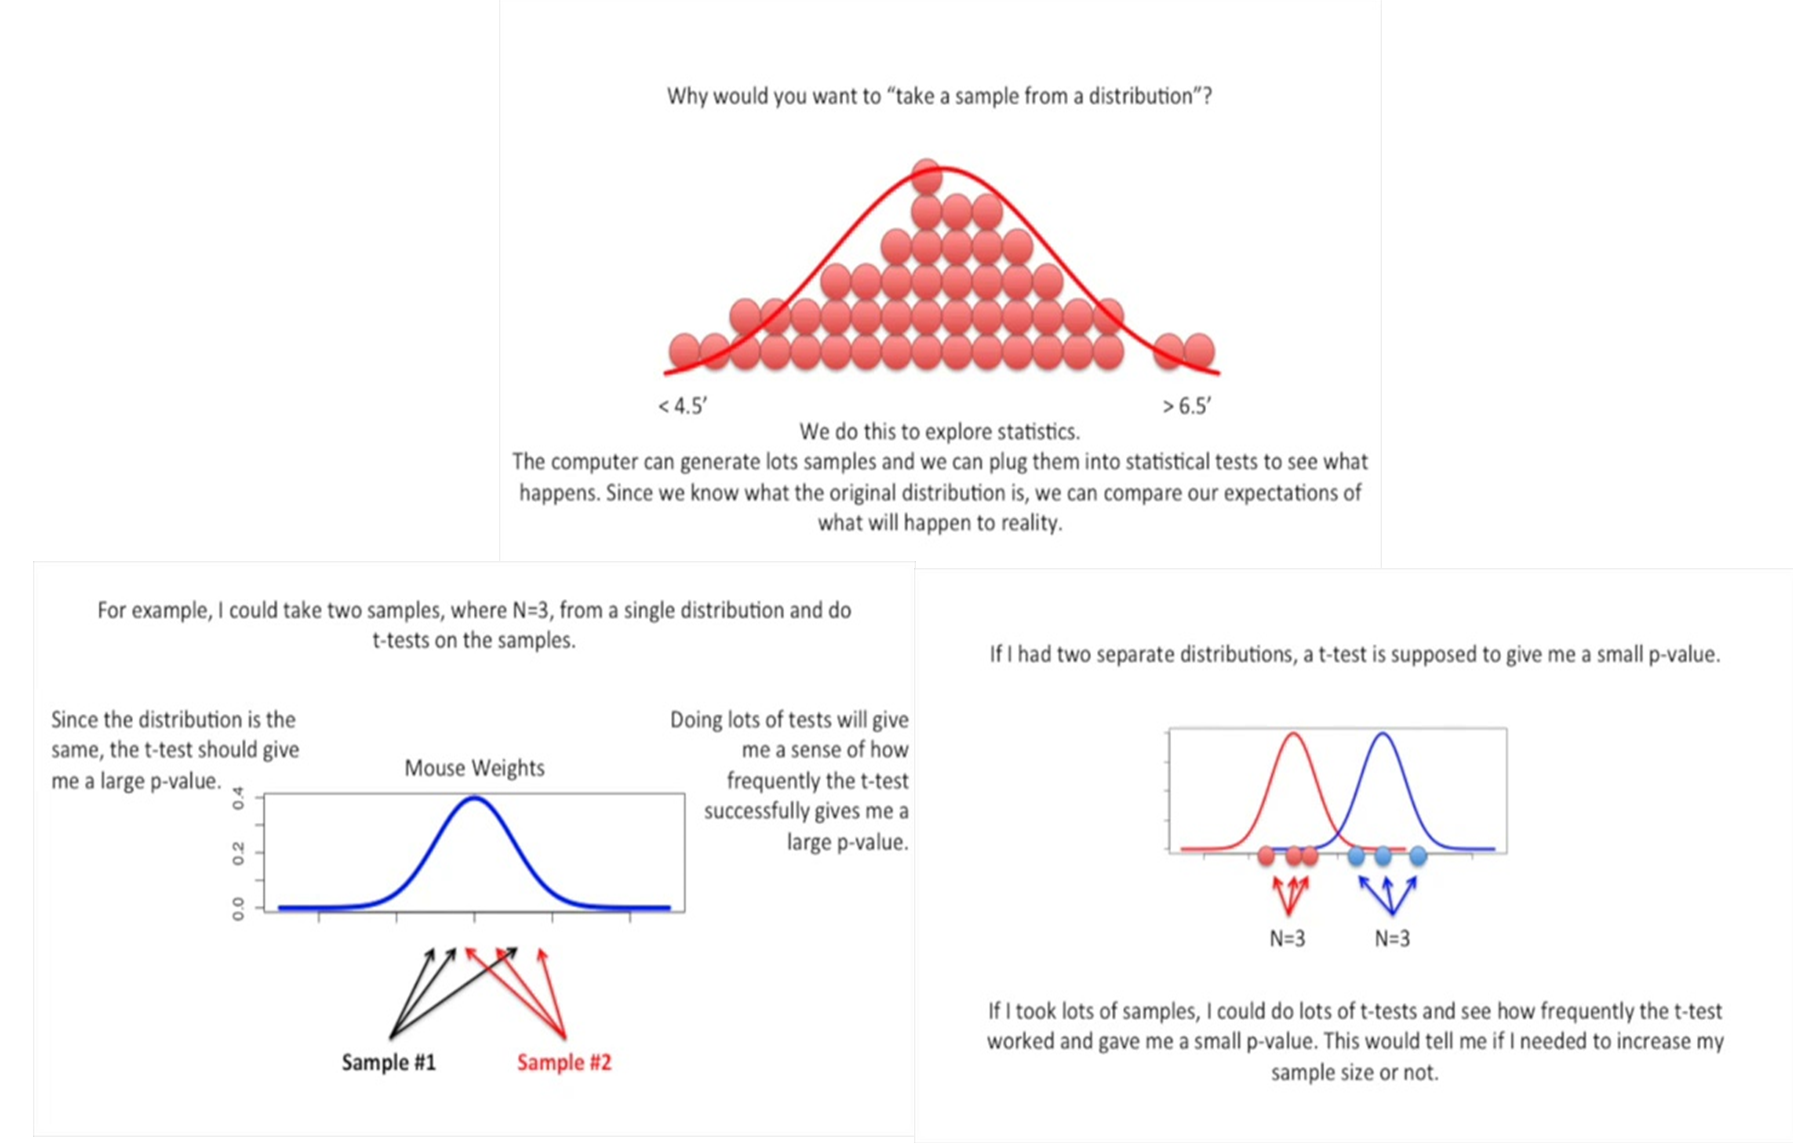 Why would you want to “take a sample from a distribution”?
< 4.5’
> 6.5’
We do this to explore statistics.
The computer can generate lots samples and we can plug them into statistical tests to see what
happens. Since we know what the original distribution is, we can compare our expectations of
what will happen to reality.
For example, I could take two samples, where N=3, from a single distribution and do
t-tests on the samples.
Since the distribution is the
same, the t-test should give
me a large p-value.
Mouse Weights
0.4
0.2
0.0
Doing lots of tests will give
me a sense of how
frequently the t-test
successfully gives me a
large p-value.
Sample #1
Sample #2
If I had two separate distributions, a t-test is supposed to give me a small p-value.
N=3
N=3
If I took lots of samples, I could do lots of t-tests and see how frequently the t-test
worked and gave me a small p-value. This would tell me if I needed to increase my
sample size or not.